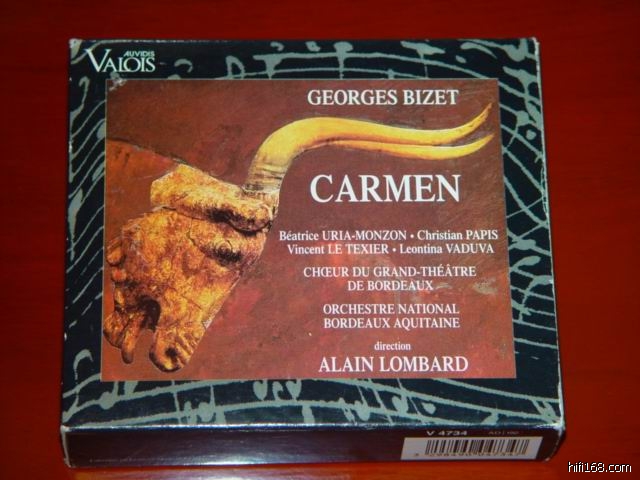 AUVIDIS
VALOIS
GEORGES BIZET
CARMEN
Béatrice URIA-MONZON • Christian PAPIS
Vincent LE TEXIER • Leontina VADUVA
CHŒUR DU GRAND-THÉÂTRE
DE BORDEAUX
ORCHESTRE NATIONAL
BORDEAUX AQUITAINE
direction
ALAIN LOMBARD
V 4734
hifi168.com